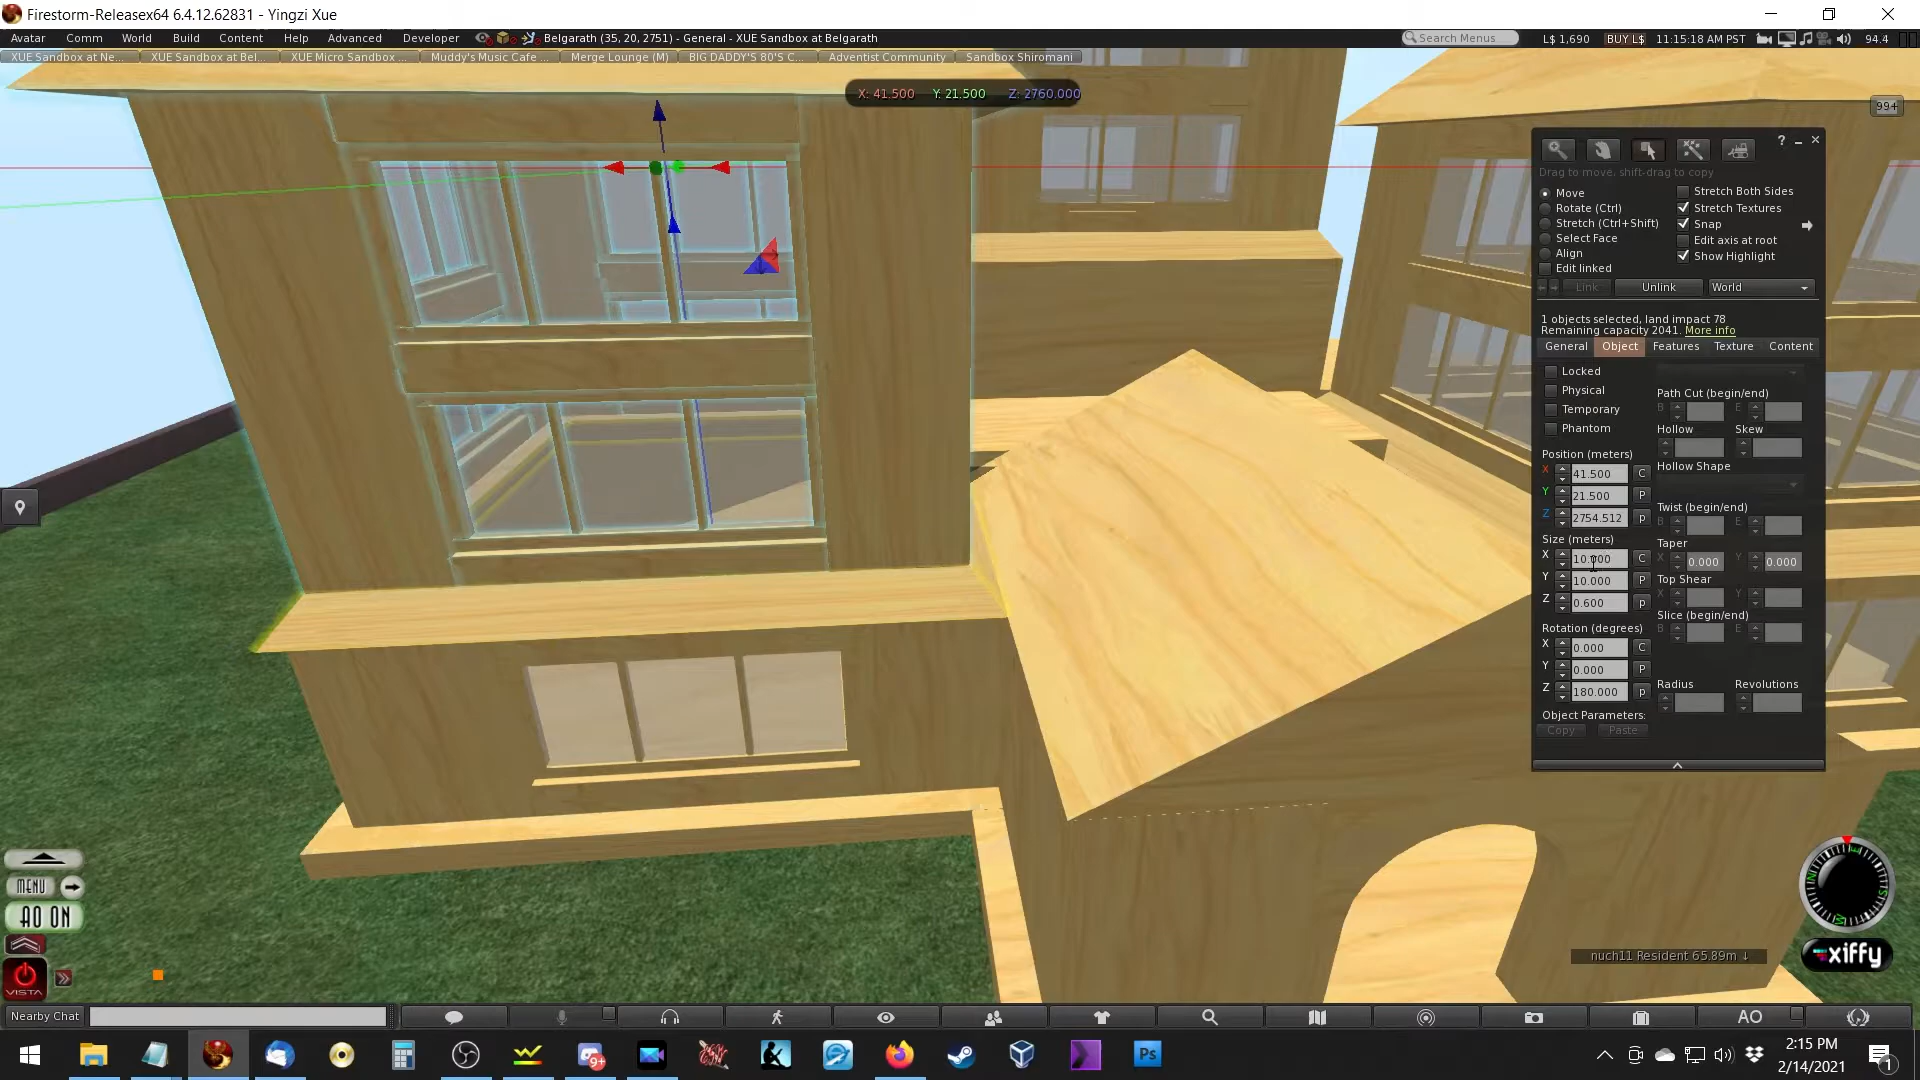 Firestorm-Releasex64 6.4.12.62831 - Yingzi Xue
Avatar Comm World Build Content Help Advanced Developer Belgarath (35, 20, 2751) - General - XUE Sandbox at Belgarath Search Menus L$ 1,690 BUY L$ 11:15:18 AM PST 94.4
XUE Sandbox at Ne... XUE Sandbox at Bel... XUE Micro Sandbox ... Muddy's Music Cafe ... Merge Lounge (M) BIG DADDY'S 80'S C... Adventist Community Sandbox Shiromani
X: 41.500 Y: 21.500 Z: 2760.000
99+
?
Drag to move, shift-drag to copy
Move Stretch Both Sides
Rotate (Ctrl) Stretch Textures
Stretch (Ctrl+Shift) Snap
Select Face Edit axis at root
Align Show Highlight
Edit linked
Link Unlink World
1 objects selected, land impact 78
Remaining capacity 2041. More info
General Object Features Texture Content
Locked
Physical Path Cut (begin/end)
Temporary B E
Phantom Hollow Skew
Position (meters)
X 41.500 C Hollow Shape
Y 21.500 P
Z 2754.512 p Twist (begin/end)
B E
Size (meters) Taper
X 10.000 C X 0.000 Y 0.000
Y 10.000 P Top Shear
Z 0.600 p X Y
Slice (begin/end)
Rotation (degrees) B E
X 0.000 C
Y 0.000 P
Z 180.000 p Radius Revolutions
Object Parameters:
Copy Paste
MENU
AO ON
VISTA
N
E
S
W
xiffy
nuch11 Resident 65.89m ↓
Nearby Chat AO
9+
Ps
2:15 PM
2/14/2021
1